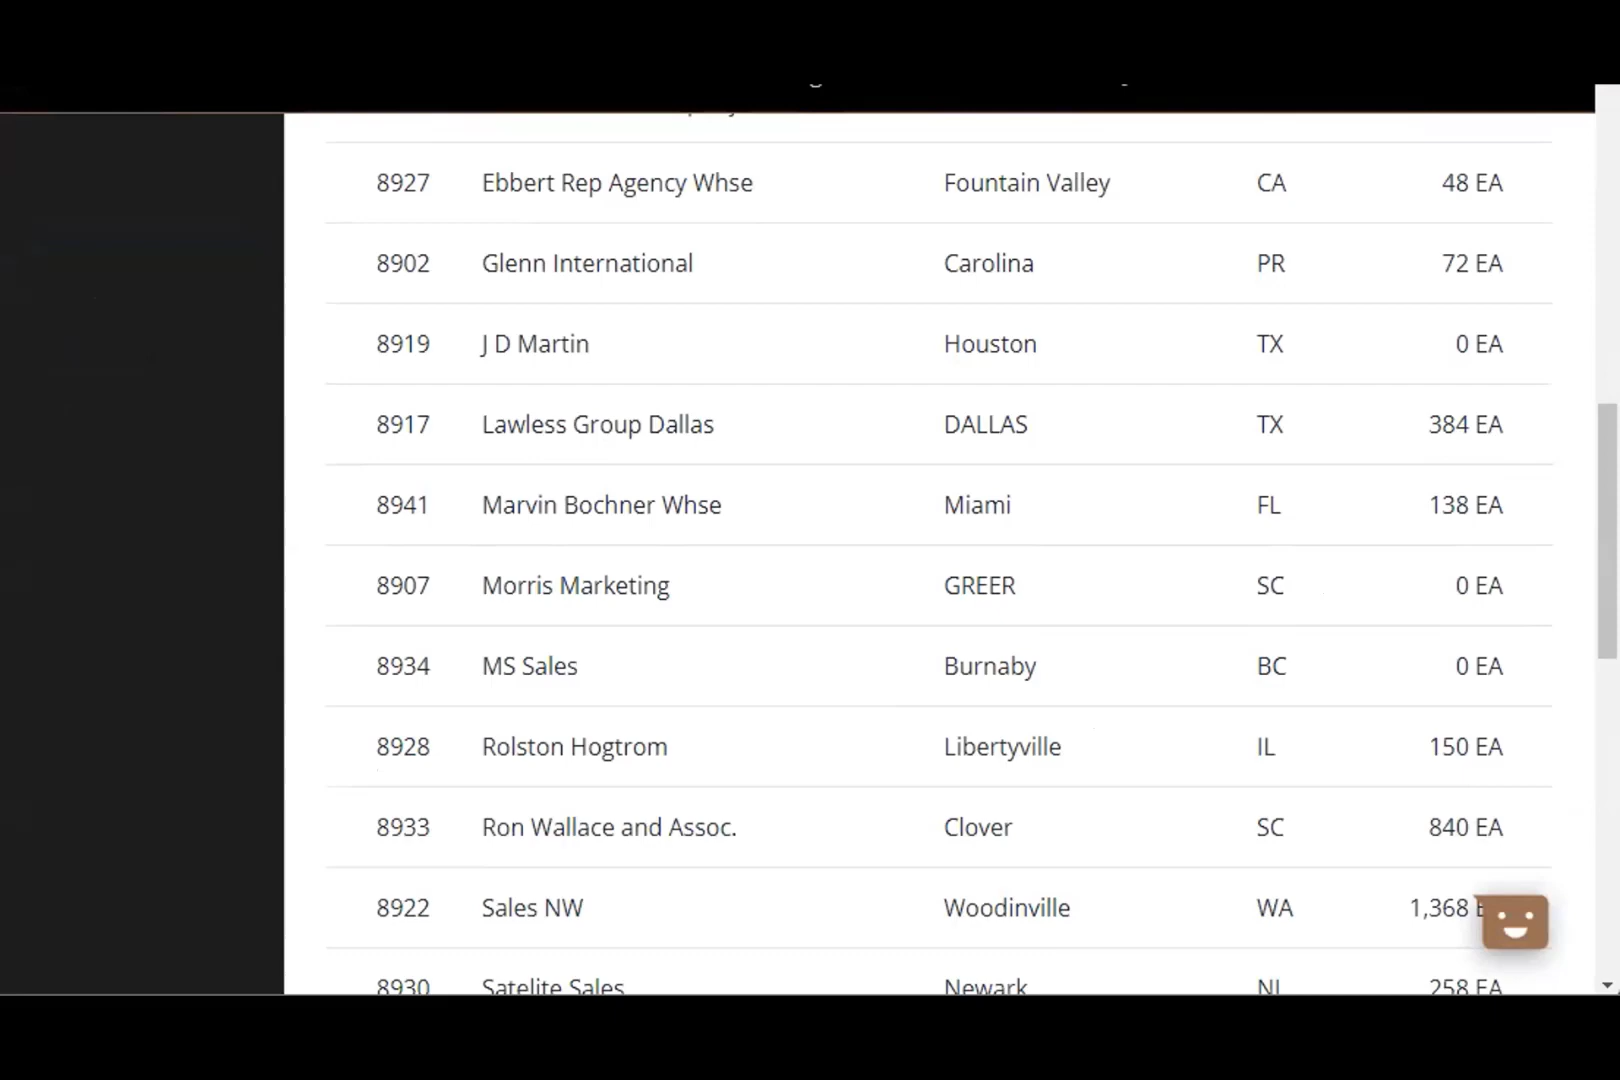 8927 Ebbert Rep Agency Whse Fountain Valley CA 48 EA
8902 Glenn International Carolina PR 72 EA
8919 J D Martin Houston TX 0 EA
8917 Lawless Group Dallas DALLAS TX 384 EA
8941 Marvin Bochner Whse Miami FL 138 EA
8907 Morris Marketing GREER SC 0 EA
8934 MS Sales Burnaby BC 0 EA
8928 Rolston Hogtrom Libertyville IL 150 EA
8933 Ron Wallace and Assoc. Clover SC 840 EA
8922 Sales NW Woodinville WA 1,368
8930 Satelite Sales Newark NJ 258 EA